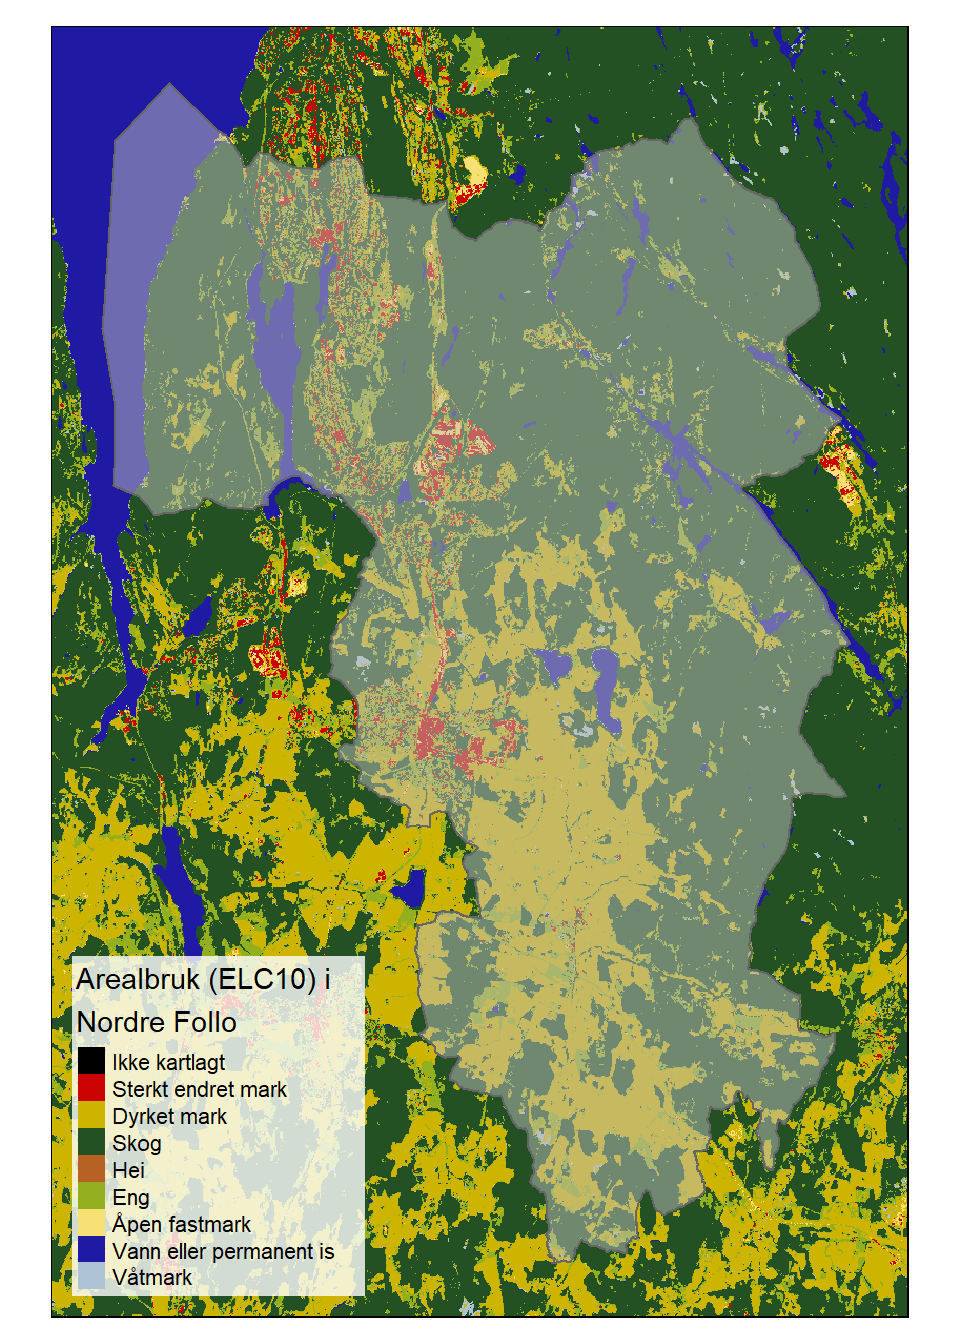 Arealbruk (ELC10) i
Nordre Follo
Ikke kartlagt
Sterkt endret mark
Dyrket mark
Skog
Hei
Eng
Åpen fastmark
Vann eller permanent is
Våtmark